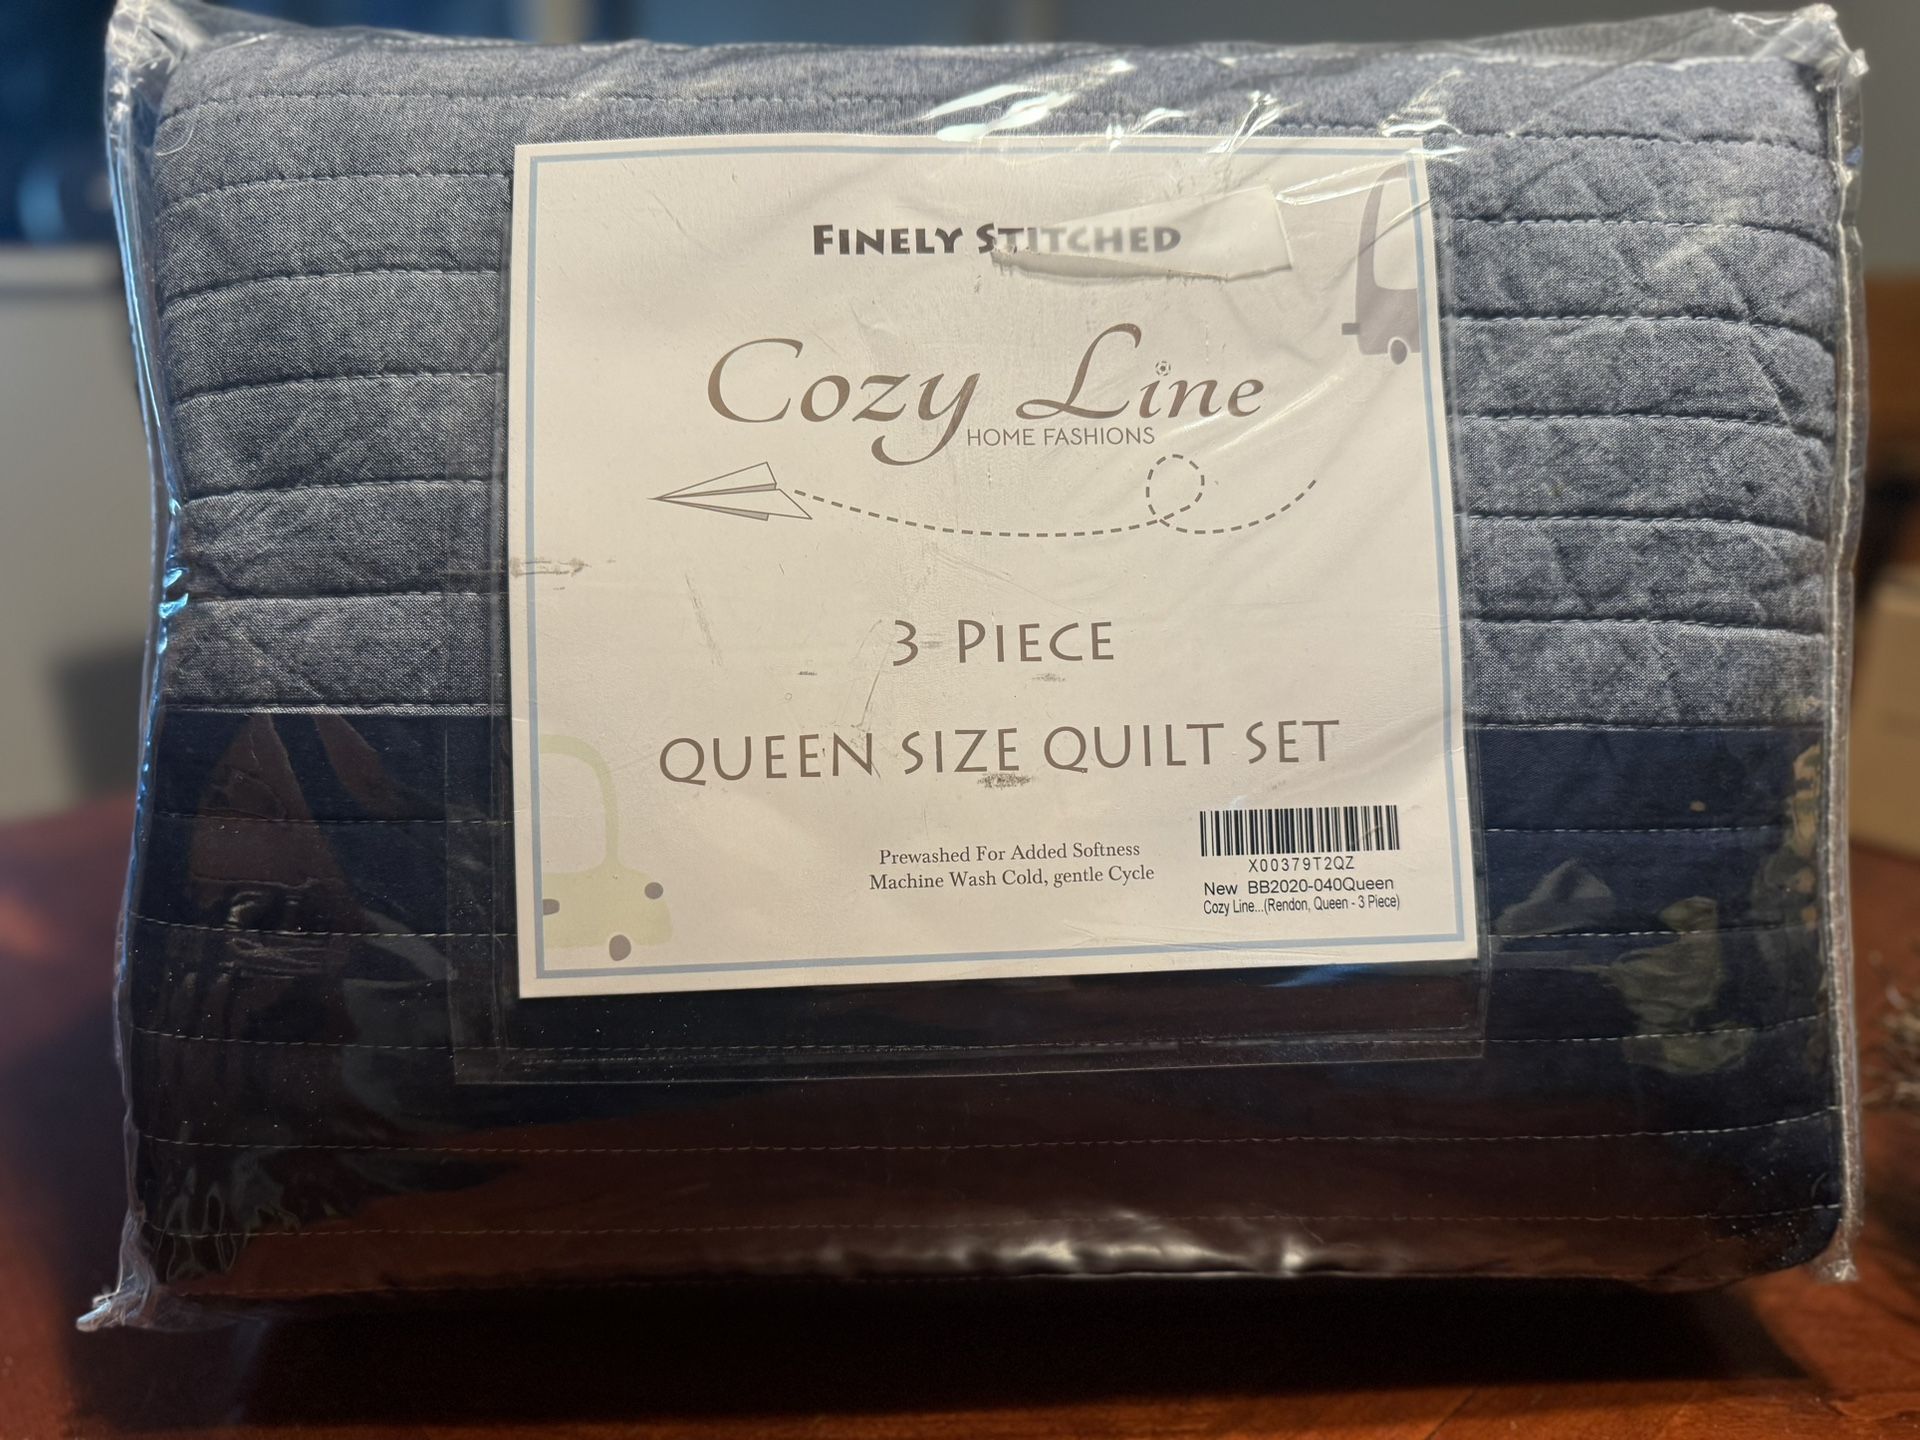 FINELY STITCHED
Cozy Line
HOME FASHIONS
3 PIECE
QUEEN SIZE QUILT SET
Prewashed For Added Softness
Machine Wash Cold, gentle Cycle
X00379T2QZ
New BB2020-040Queen
Cozy Line...(Rendon, Queen - 3 Piece)